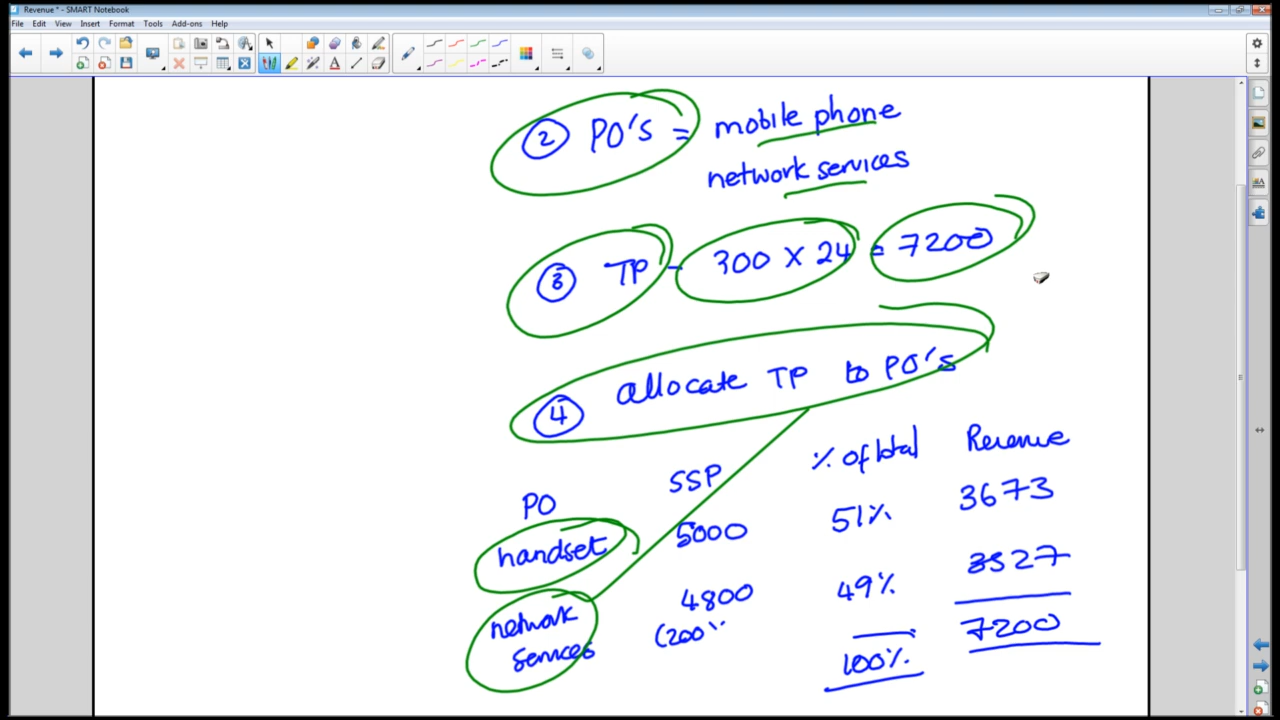 Revenue * - SMART Notebook
File Edit View Insert Format Tools Add-ons Help
② PO'S = mobile phone
network services
③ TP - 300 X 24 = 7200
④ allocate TP to PO's
PO SSP % of total Revenue
handset 5000 51% 3673
network services 4800 49% 3527
(200
100% 7200